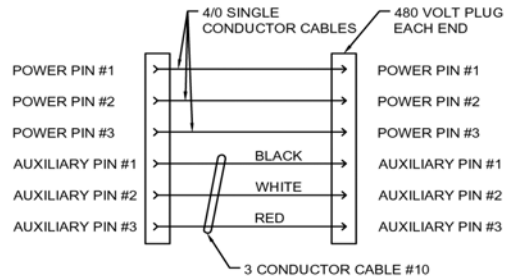 4/0 SINGLE
CONDUCTOR CABLES
480 VOLT PLUG
EACH END
POWER PIN #1
POWER PIN #1
POWER PIN #2
POWER PIN #2
POWER PIN #3
POWER PIN #3
AUXILIARY PIN #1
BLACK
AUXILIARY PIN #1
AUXILIARY PIN #2
WHITE
AUXILIARY PIN #2
AUXILIARY PIN #3
RED
AUXILIARY PIN #3
3 CONDUCTOR CABLE #10